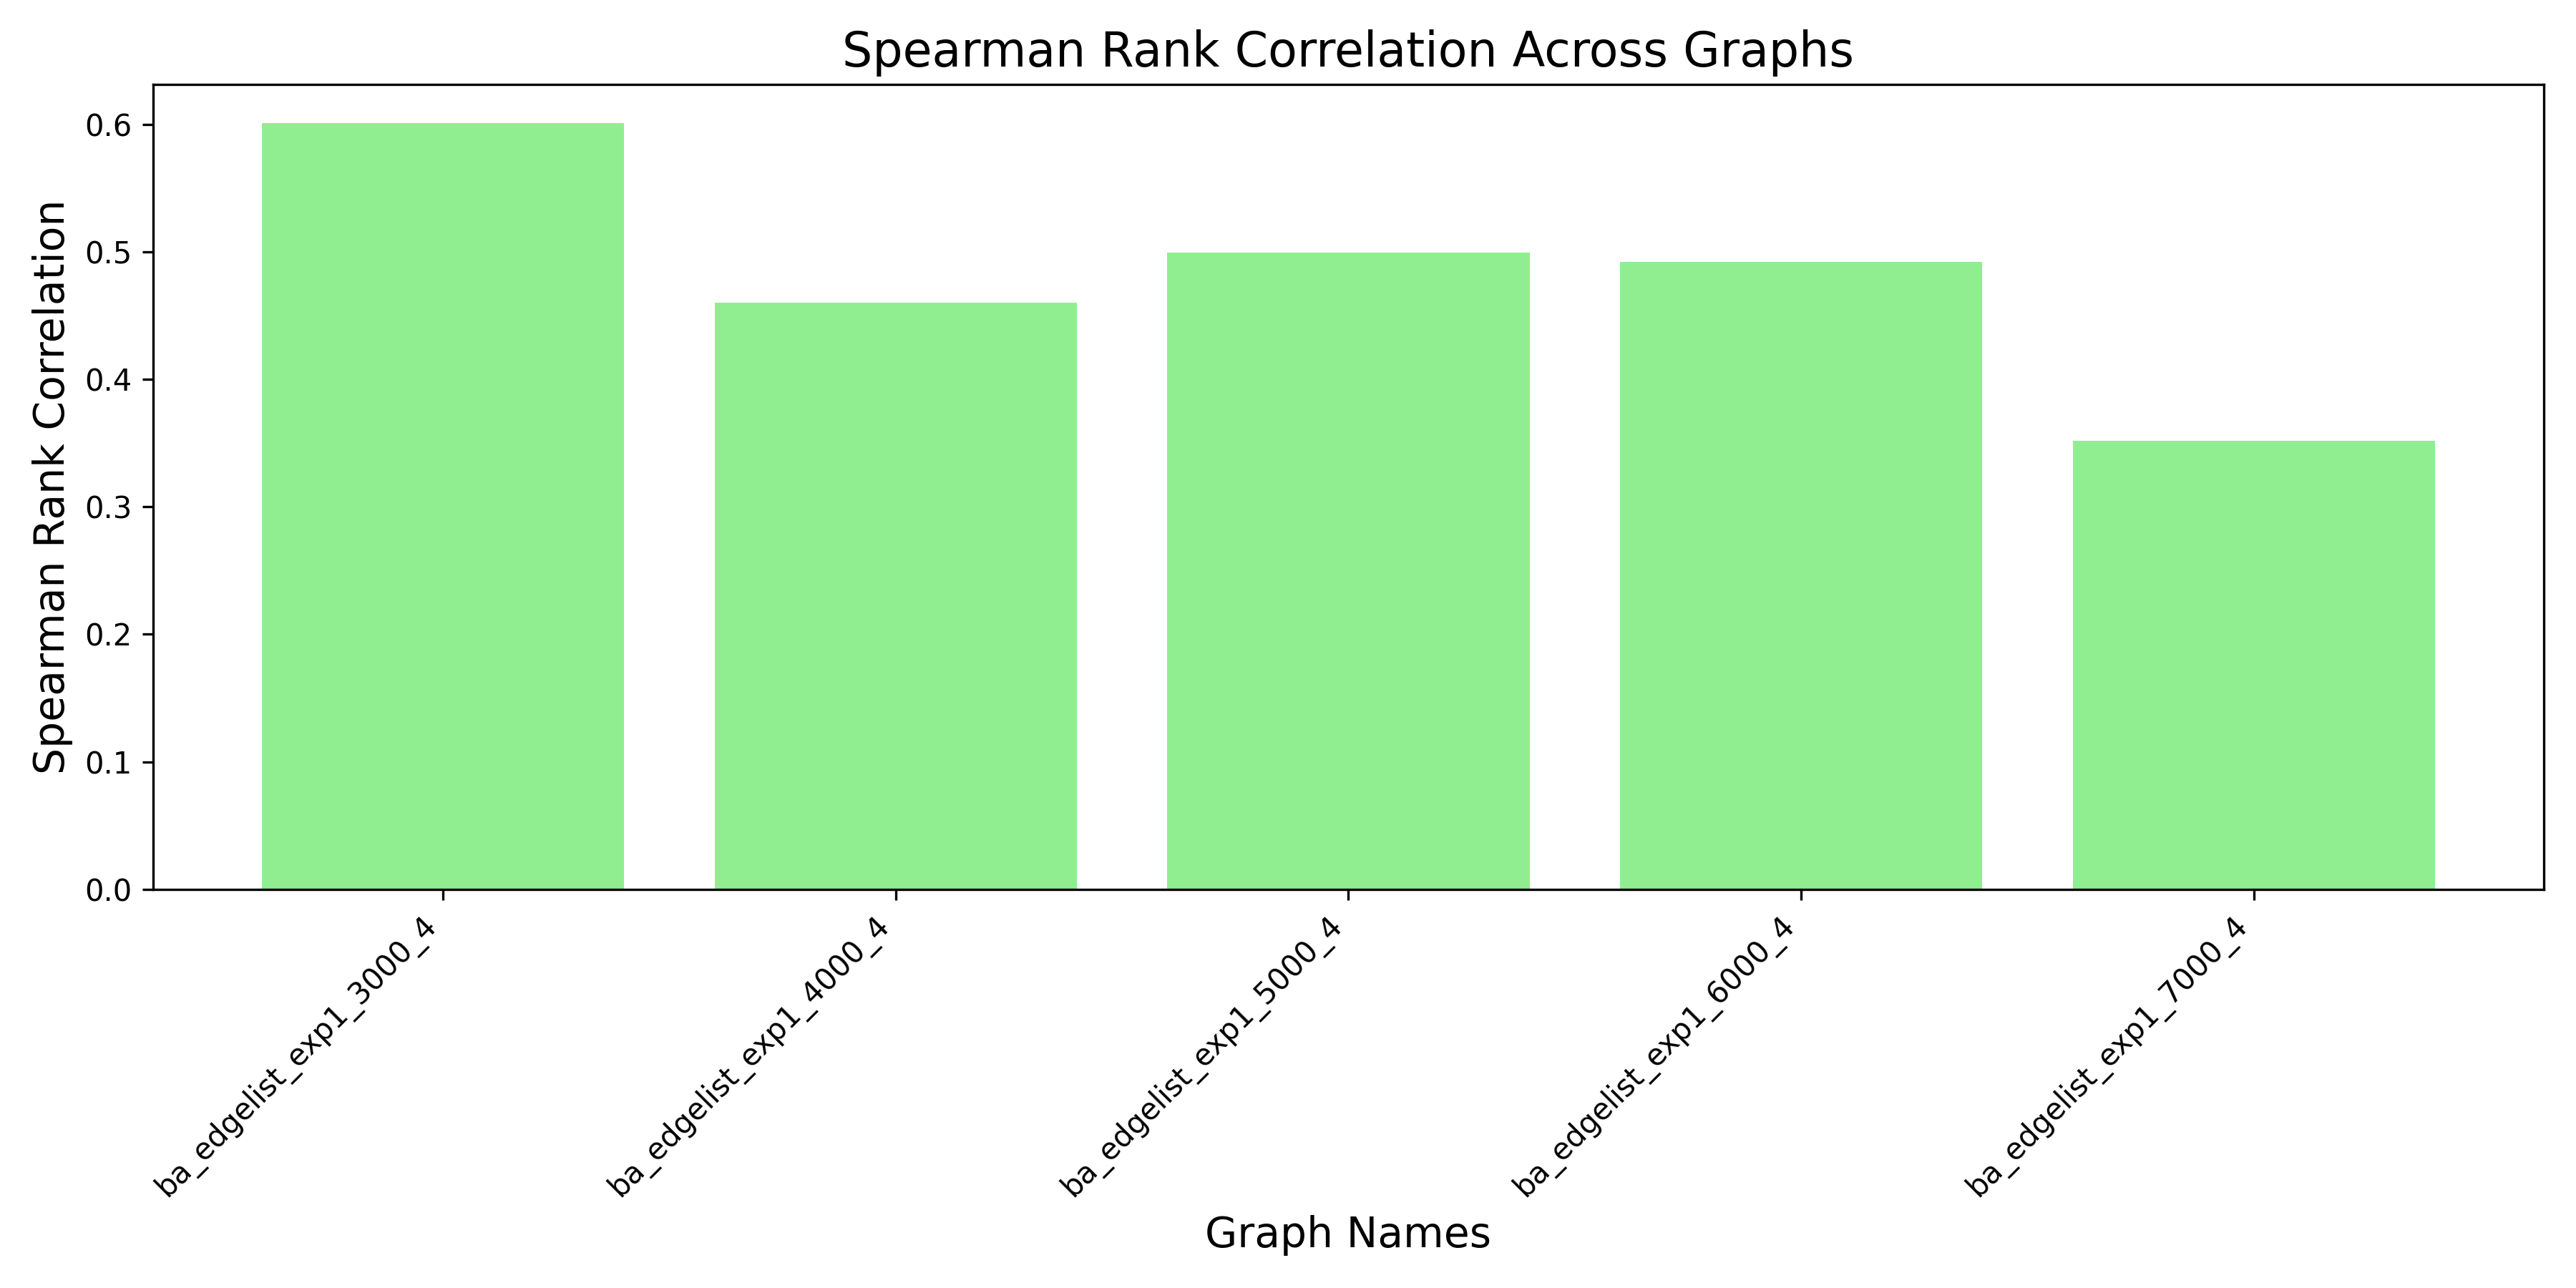 Spearman Rank Correlation Across Graphs
Spearman Rank Correlation
0.6
0.5
0.4
0.3
0.2
0.1
0.0
ba_edgelist_exp1_3000_4
ba_edgelist_exp1_4000_4
ba_edgelist_exp1_5000_4
ba_edgelist_exp1_6000_4
ba_edgelist_exp1_7000_4
Graph Names